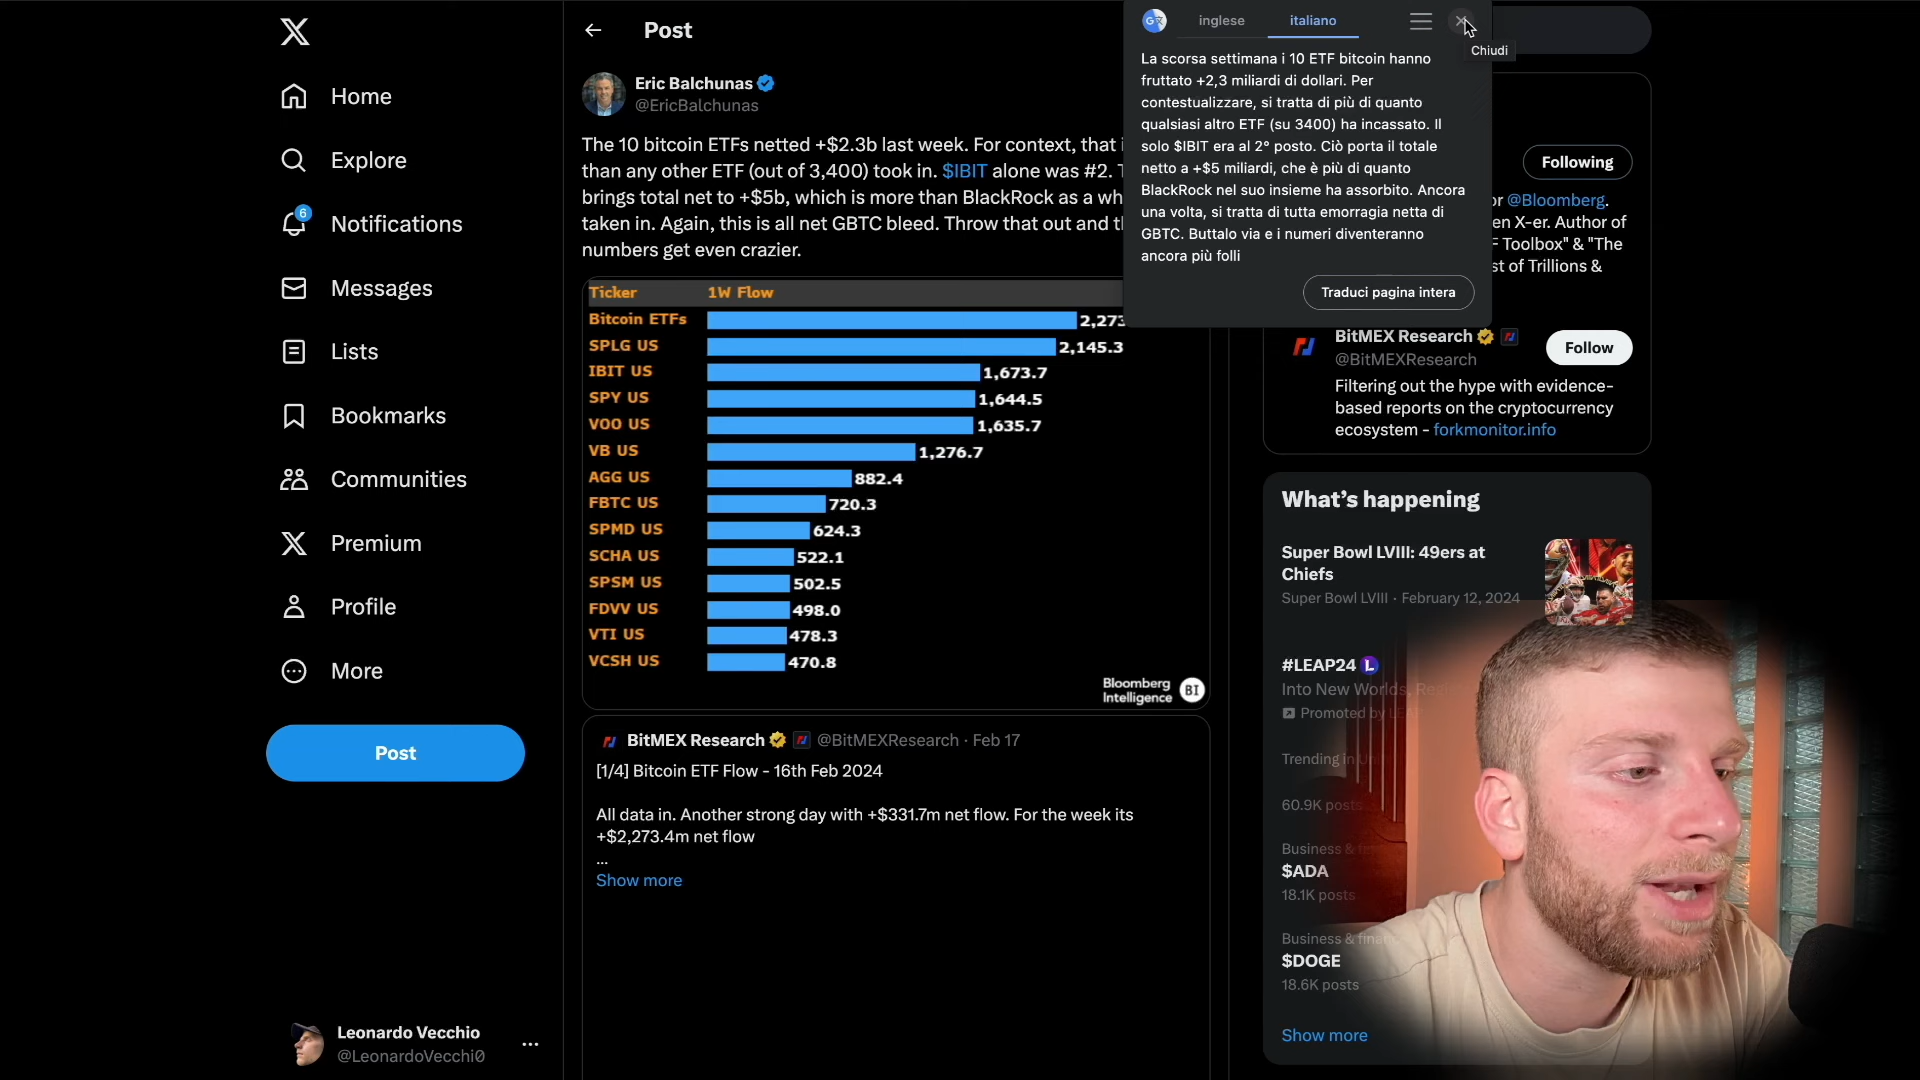 Home
Explore
6
Notifications
Messages
Lists
Bookmarks
Communities
Premium
Profile
More
Post
Leonardo Vecchio
@LeonardoVecchi0
Post
Eric Balchunas
@EricBalchunas
The 10 bitcoin ETFs netted +$2.3b last week. For context, that
than any other ETF (out of 3,400) took in. $IBIT alone was #2.
brings total net to +$5b, which is more than BlackRock as a
taken in. Again, this is all net GBTC bleed. Throw that out and
numbers get even crazier.
Ticker 1W Flow
Bitcoin ETFs 2,273
SPLG US 2,145.3
IBIT US 1,673.7
SPY US 1,644.5
VOO US 1,635.7
VB US 1,276.7
AGG US 882.4
FBTC US 720.3
SPMD US 624.3
SCHA US 522.1
SPSM US 502.5
FDVV US 498.0
VTI US 478.3
VCSH US 470.8
Bloomberg
Intelligence BI
BitMEX Research @BitMEXResearch · Feb 17
[1/4] Bitcoin ETF Flow - 16th Feb 2024
All data in. Another strong day with +$331.7m net flow. For the week its
+$2,273.4m net flow
...
Show more
inglese italiano
Chiudi
La scorsa settimana i 10 ETF bitcoin hanno
fruttato +2,3 miliardi di dollari. Per
contestualizzare, si tratta di più di quanto
qualsiasi altro ETF (su 3400) ha incassato. Il
solo $IBIT era al 2° posto. Ciò porta il totale
netto a +$5 miliardi, che è più di quanto
BlackRock nel suo insieme ha assorbito. Ancora
una volta, si tratta di tutta emorragia netta di
GBTC. Buttalo via e i numeri diventeranno
ancora più folli
Traduci pagina intera
Following
@Bloomberg.
X-er. Author of
Toolbox" & "The
of Trillions &
BitMEX Research
@BitMEXResearch
Follow
Filtering out the hype with evidence-
based reports on the cryptocurrency
ecosystem - forkmonitor.info
What's happening
Super Bowl LVIII: 49ers at
Chiefs
Super Bowl LVIII · February 12, 2024
#LEAP24
Into New Worlds,
Promoted by
Trending in
60.9K posts
Business &
$ADA
18.1K posts
Business & finance
$DOGE
18.6K posts
Show more